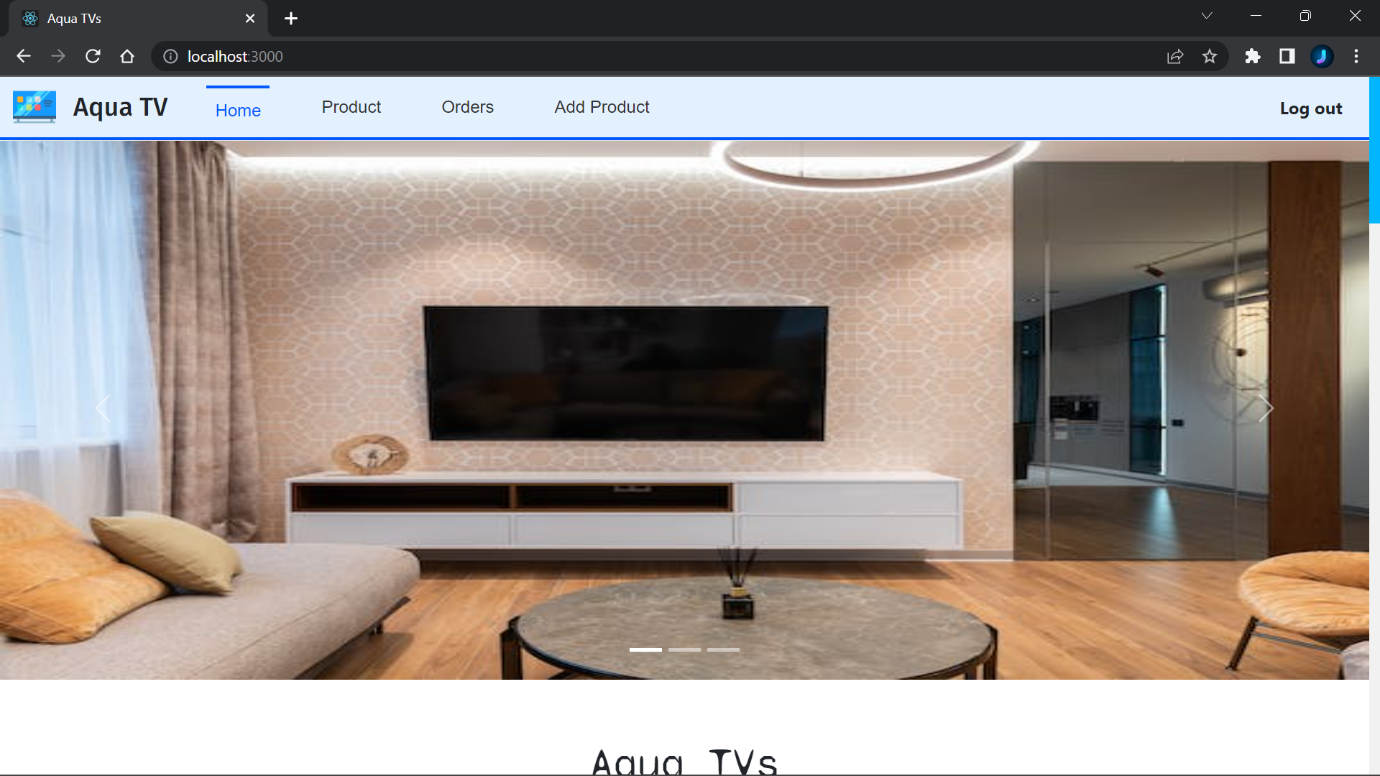 Aqua TVs
localhost:3000
Aqua TV Home Product Orders Add Product Log out
Aqua TVs